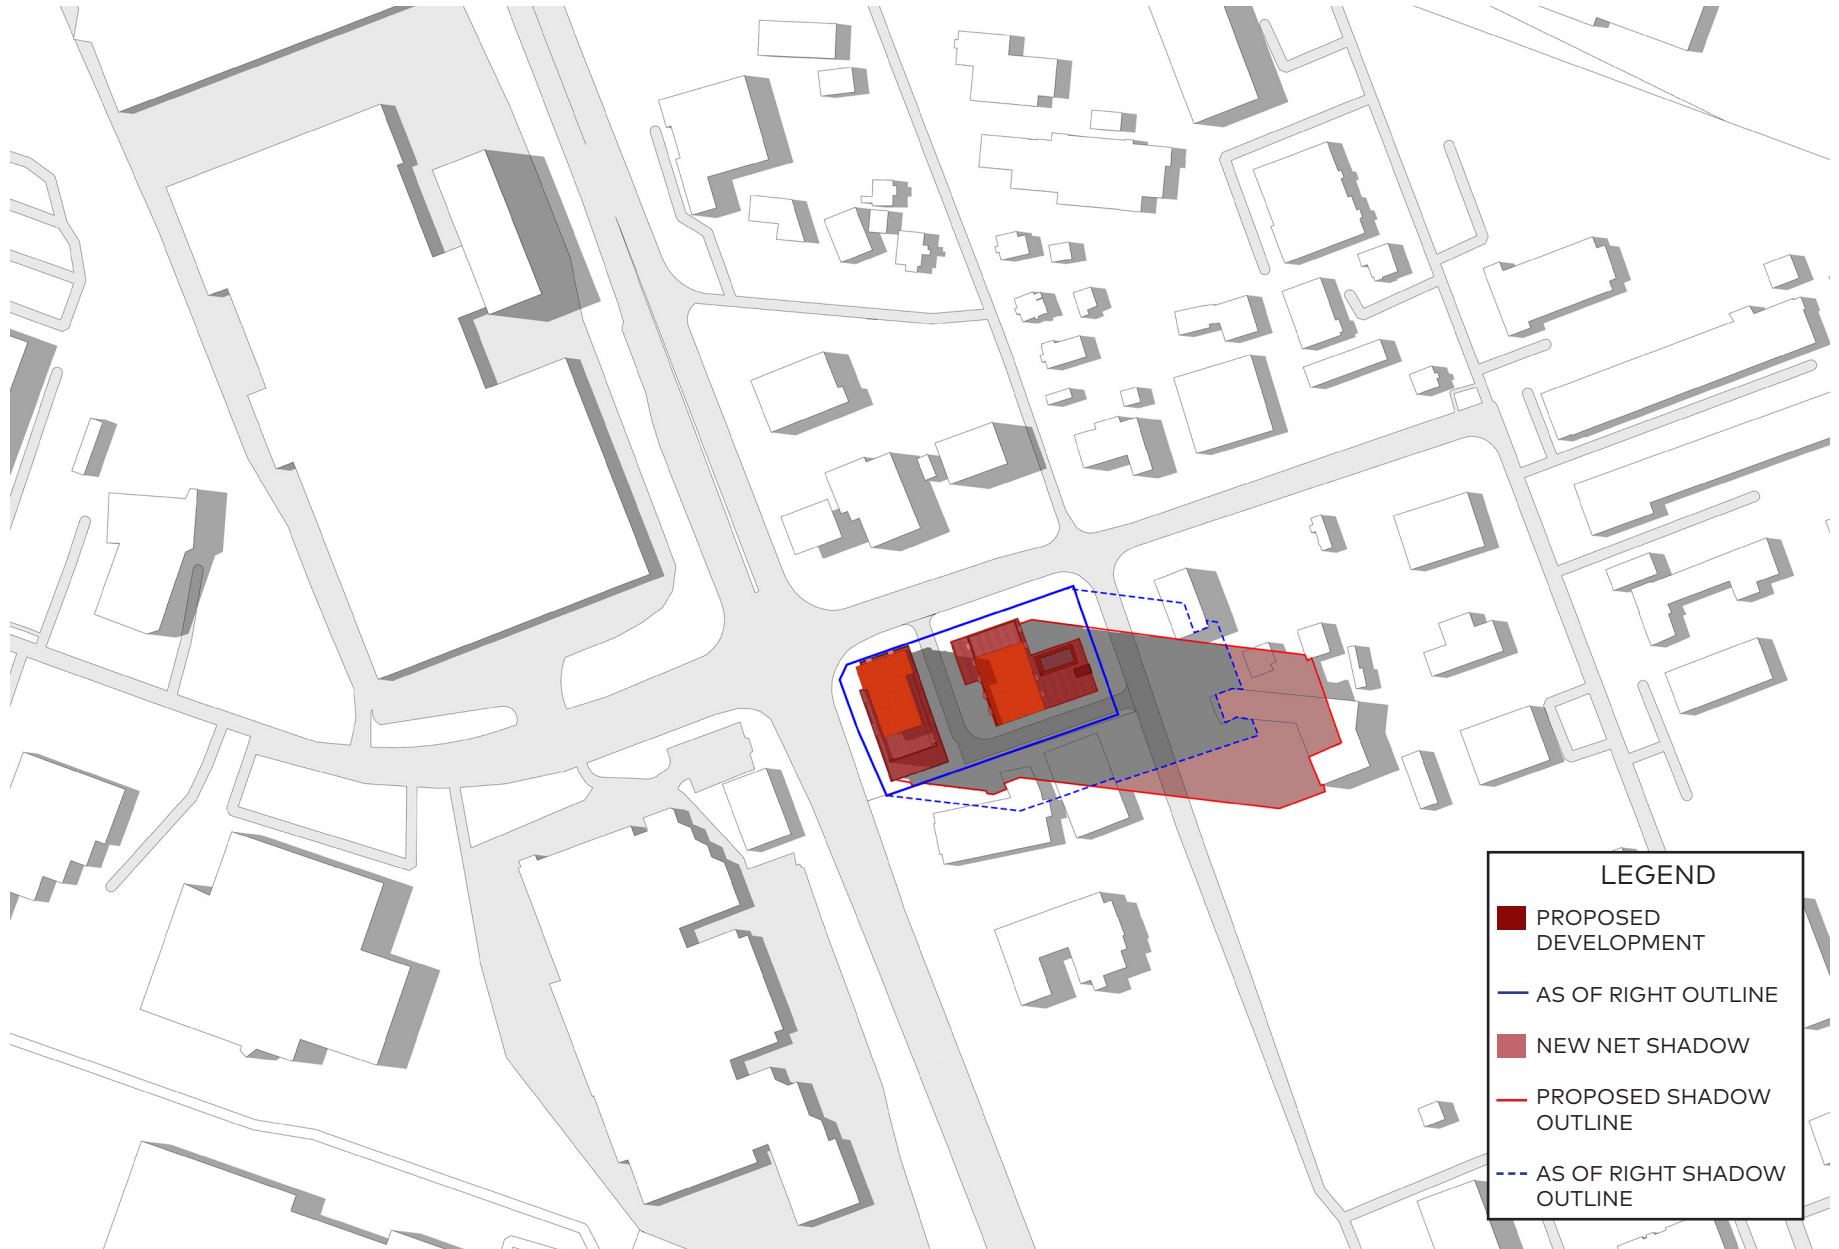 LEGEND
PROPOSED
DEVELOPMENT
AS OF RIGHT OUTLINE
NEW NET SHADOW
PROPOSED SHADOW
OUTLINE
AS OF RIGHT SHADOW
OUTLINE